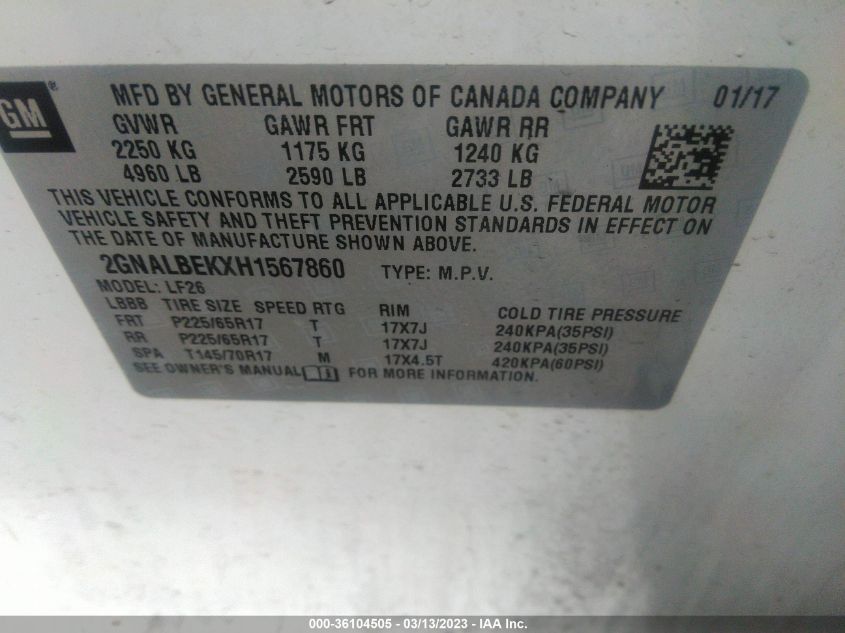 GM ®
MFD BY GENERAL MOTORS OF CANADA COMPANY 01/17
GVWR GAWR FRT GAWR RR
2250 KG 1175 KG 1240 KG
4960 LB 2590 LB 2733 LB
THIS VEHICLE CONFORMS TO ALL APPLICABLE U.S. FEDERAL MOTOR
VEHICLE SAFETY AND THEFT PREVENTION STANDARDS IN EFFECT ON
THE DATE OF MANUFACTURE SHOWN ABOVE.
2GNALBEKXH1567860 TYPE: M.P.V.
MODEL: LF26
LBBB TIRE SIZE SPEED RTG RIM COLD TIRE PRESSURE
FRT P225/65R17 T 17X7J 240KPA(35PSI)
RR P225/65R17 T 17X7J 240KPA(35PSI)
SPA T145/70R17 M 17X4.5T 420KPA(60PSI)
SEE OWNER'S MANUAL FOR MORE INFORMATION.
000-36104505 - 03/13/2023 - IAA Inc.